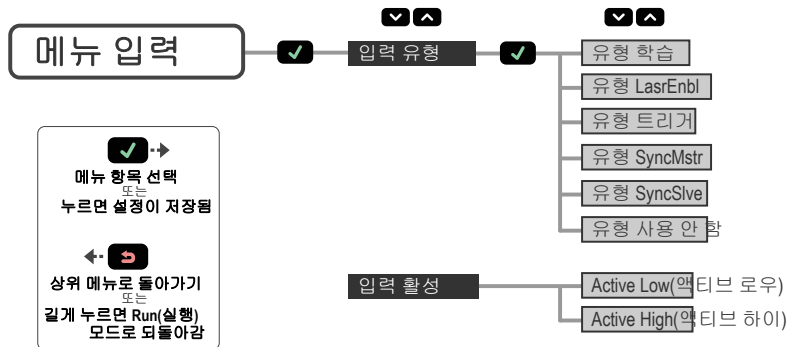 메뉴 입력
입력 유형
유형 학습
유형 LasrEnbl
유형 트리거
유형 SyncMstr
유형 SyncSlve
유형 사용 안 함
입력 활성
Active Low(액티브 로우)
Active High(액티브 하이)
메뉴 항목 선택
또는
누르면 설정이 저장됨
상위 메뉴로 돌아가기
또는
길게 누르면 Run(실행)
모드로 되돌아감